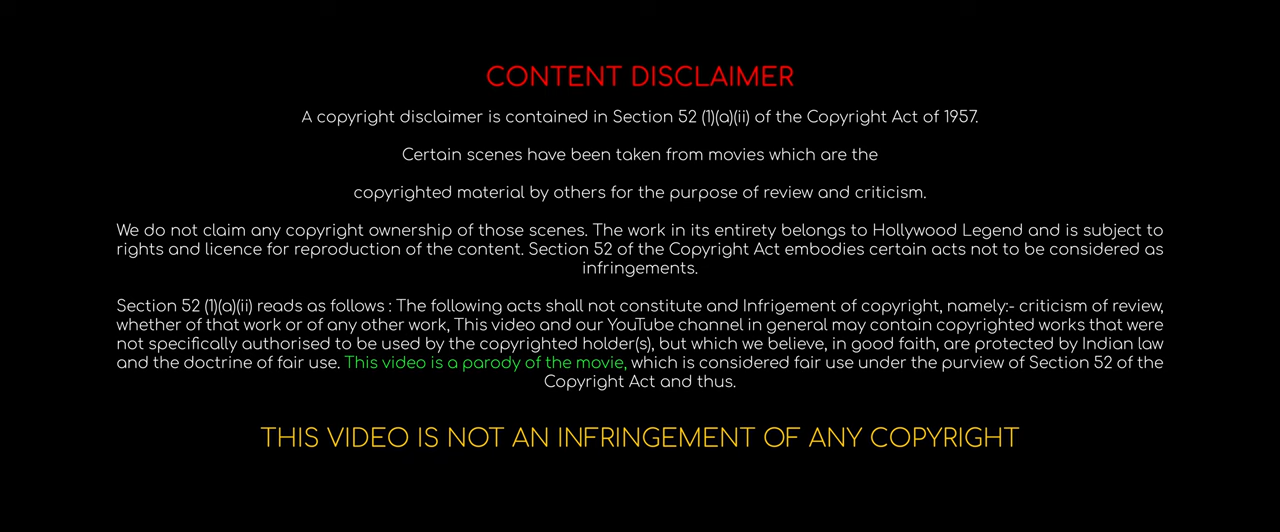 CONTENT DISCLAIMER
A copyright disclaimer is contained in Section 52 (1)(a)(ii) of the Copyright Act of 1957.
Certain scenes have been taken from movies which are the
copyrighted material by others for the purpose of review and criticism.
We do not claim any copyright ownership of those scenes. The work in its entirety belongs to Hollywood Legend and is subject to
rights and licence for reproduction of the content. Section 52 of the Copyright Act embodies certain acts not to be considered as
infringements.
Section 52 (1)(a)(ii) reads as follows : The following acts shall not constitute and Infrigement of copyright, namely:- criticism of review,
whether of that work or of any other work, This video and our YouTube channel in general may contain copyrighted works that were
not specifically authorised to be used by the copyrighted holder(s), but which we believe, in good faith, are protected by Indian law
and the doctrine of fair use. This video is a parody of the movie, which is considered fair use under the purview of Section 52 of the
Copyright Act and thus.
THIS VIDEO IS NOT AN INFRINGEMENT OF ANY COPYRIGHT